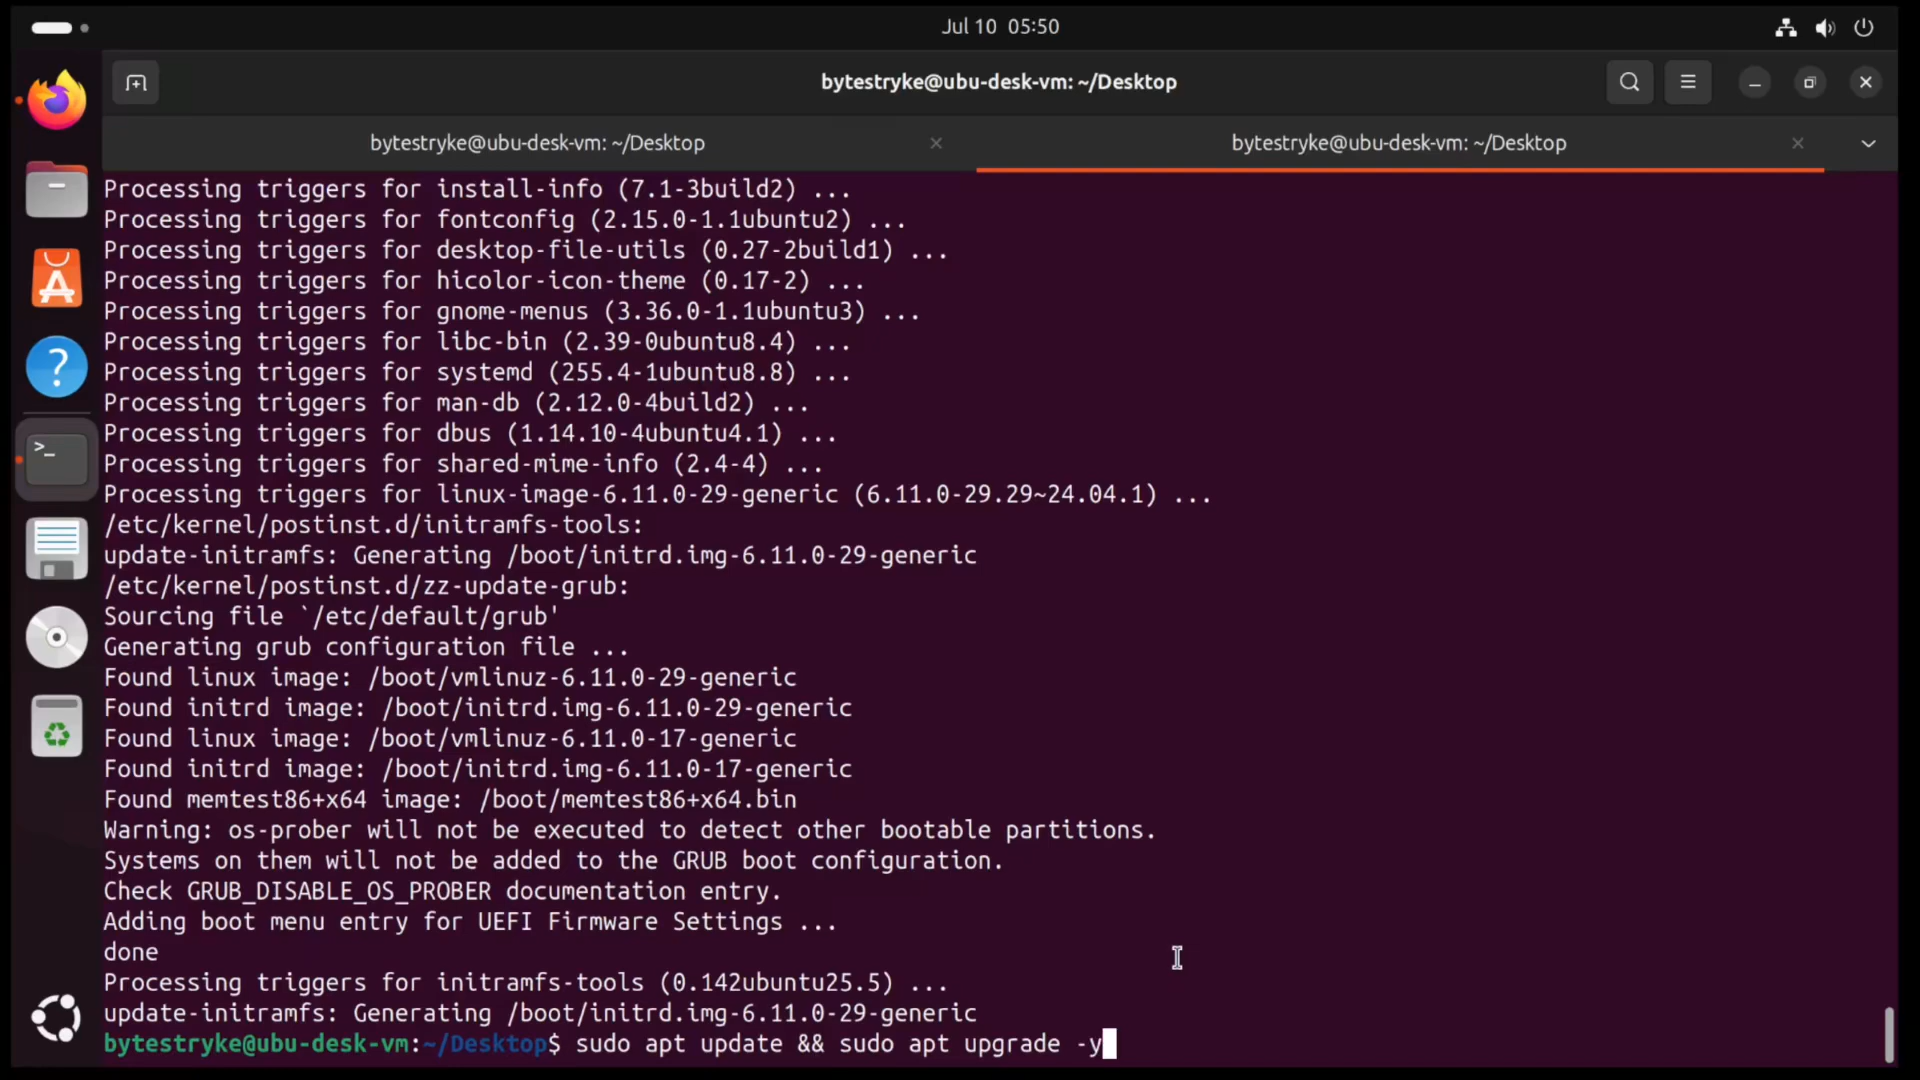 Jul 10 05:50
bytestryke@ubu-desk-vm: ~/Desktop
bytestryke@ubu-desk-vm: ~/Desktop
bytestryke@ubu-desk-vm: ~/Desktop
Processing triggers for install-info (7.1-3build2) ...
Processing triggers for fontconfig (2.15.0-1.1ubuntu2) ...
Processing triggers for desktop-file-utils (0.27-2build1) ...
Processing triggers for hicolor-icon-theme (0.17-2) ...
Processing triggers for gnome-menus (3.36.0-1.1ubuntu3) ...
Processing triggers for libc-bin (2.39-0ubuntu8.4) ...
Processing triggers for systemd (255.4-1ubuntu8.8) ...
Processing triggers for man-db (2.12.0-4build2) ...
Processing triggers for dbus (1.14.10-4ubuntu4.1) ...
Processing triggers for shared-mime-info (2.4-4) ...
Processing triggers for linux-image-6.11.0-29-generic (6.11.0-29.29~24.04.1) ...
/etc/kernel/postinst.d/initramfs-tools:
update-initramfs: Generating /boot/initrd.img-6.11.0-29-generic
/etc/kernel/postinst.d/zz-update-grub:
Sourcing file `/etc/default/grub'
Generating grub configuration file ...
Found linux image: /boot/vmlinuz-6.11.0-29-generic
Found initrd image: /boot/initrd.img-6.11.0-29-generic
Found linux image: /boot/vmlinuz-6.11.0-17-generic
Found initrd image: /boot/initrd.img-6.11.0-17-generic
Found memtest86+x64 image: /boot/memtest86+x64.bin
Warning: os-prober will not be executed to detect other bootable partitions.
Systems on them will not be added to the GRUB boot configuration.
Check GRUB_DISABLE_OS_PROBER documentation entry.
Adding boot menu entry for UEFI Firmware Settings ...
done
Processing triggers for initramfs-tools (0.142ubuntu25.5) ...
update-initramfs: Generating /boot/initrd.img-6.11.0-29-generic
bytestryke@ubu-desk-vm:~/Desktop$ sudo apt update && sudo apt upgrade -y